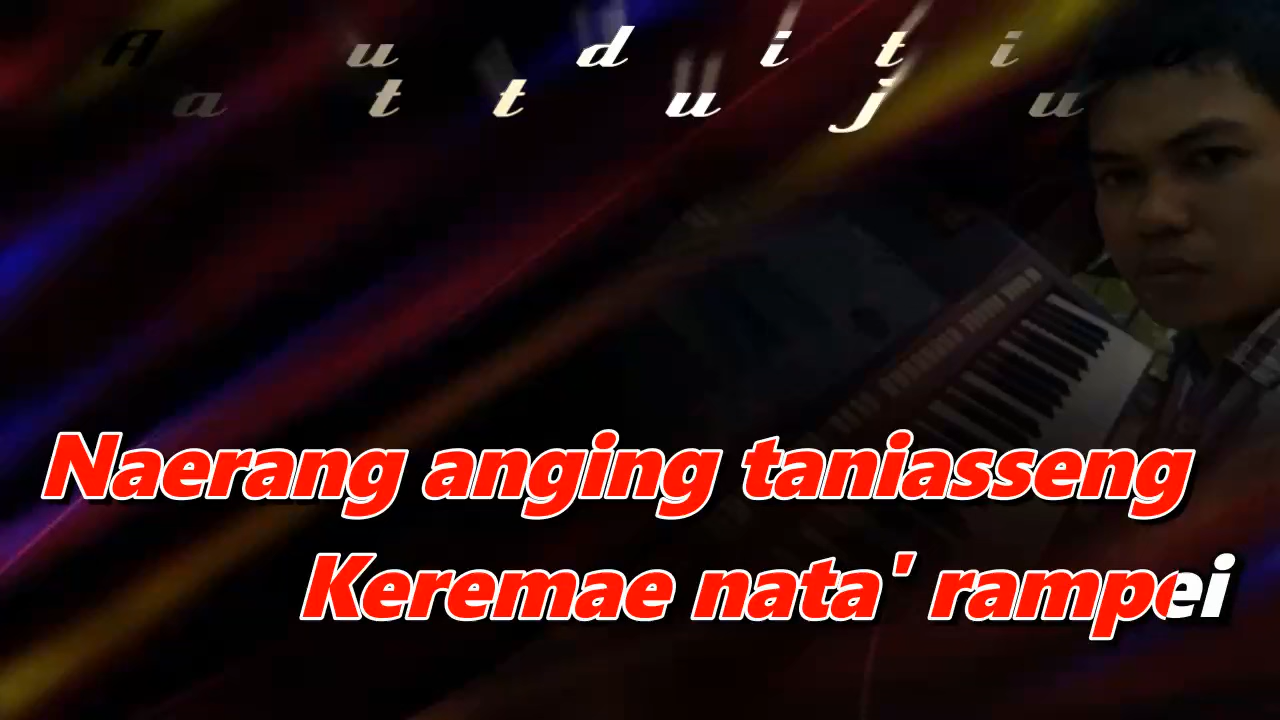 A u d i t i
a t t u j u
Naerang anging taniasseng
Keremae nata' rampei